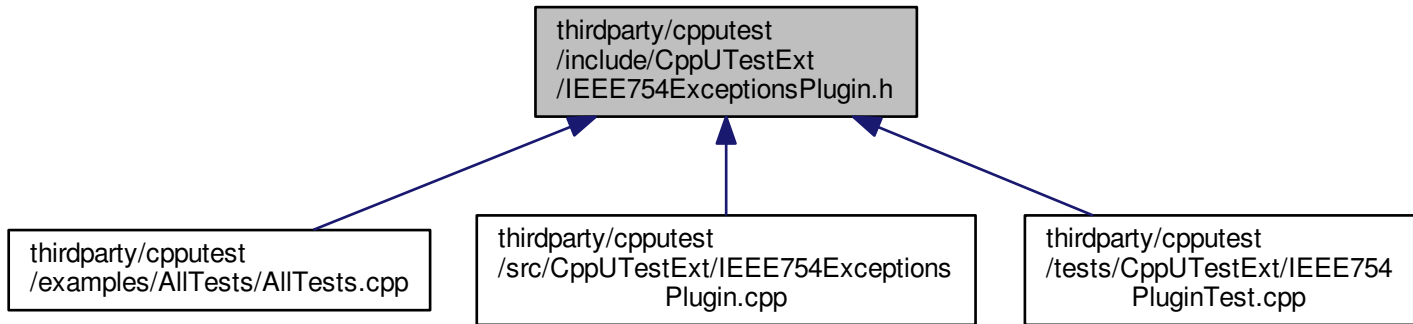 thirdparty/cpputest
/include/CppUTestExt
/IEEE754ExceptionsPlugin.h
thirdparty/cpputest
/examples/AllTests/AllTests.cpp
thirdparty/cpputest
/src/CppUTestExt/IEEE754Exceptions
Plugin.cpp
thirdparty/cpputest
/tests/CppUTestExt/IEEE754
PluginTest.cpp